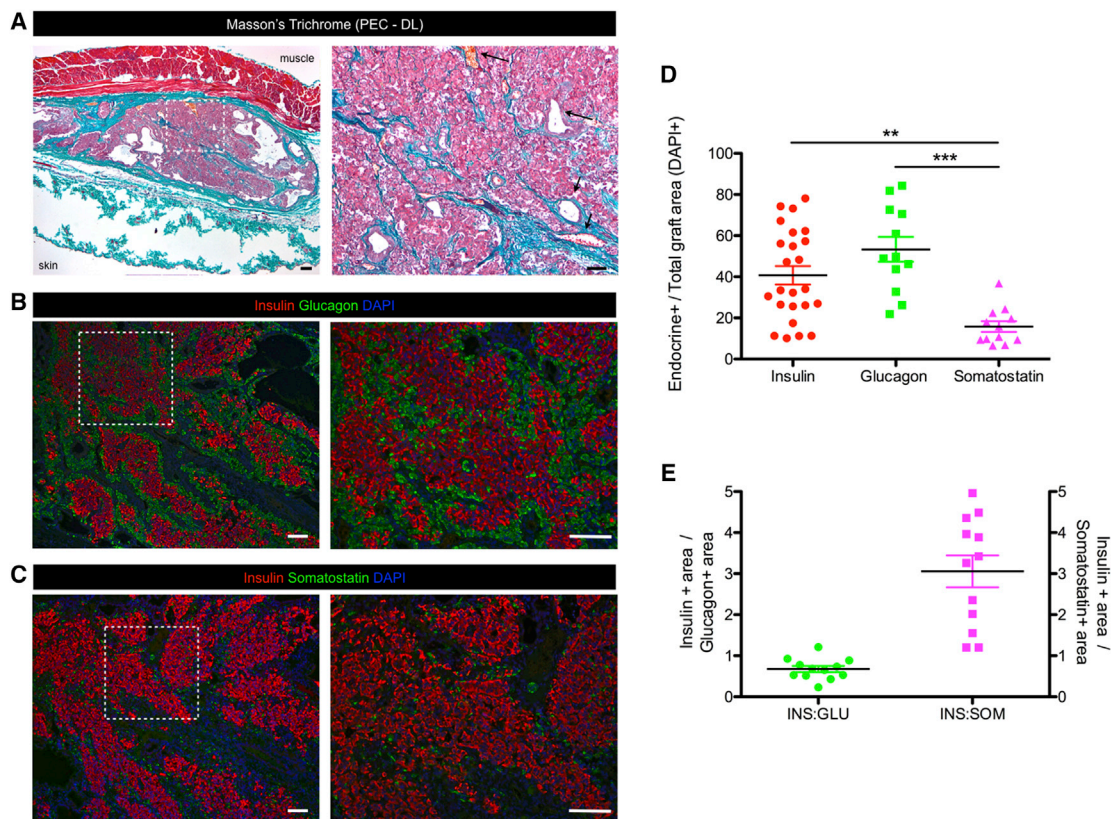 A
Masson's Trichrome (PEC - DL)
muscle
skin
B
Insulin Glucagon DAPI
C
Insulin Somatostatin DAPI
D
Endocrine+ / Total graft area (DAPI+)
100
80
60
40
20
0
**
***
Insulin Glucagon Somatostatin
E
Insulin + area /
Glucagon+ area
5
4
3
2
1
0
INS:GLU INS:SOM
5
4
3
2
1
0
Insulin + area /
Somatostatin+ area